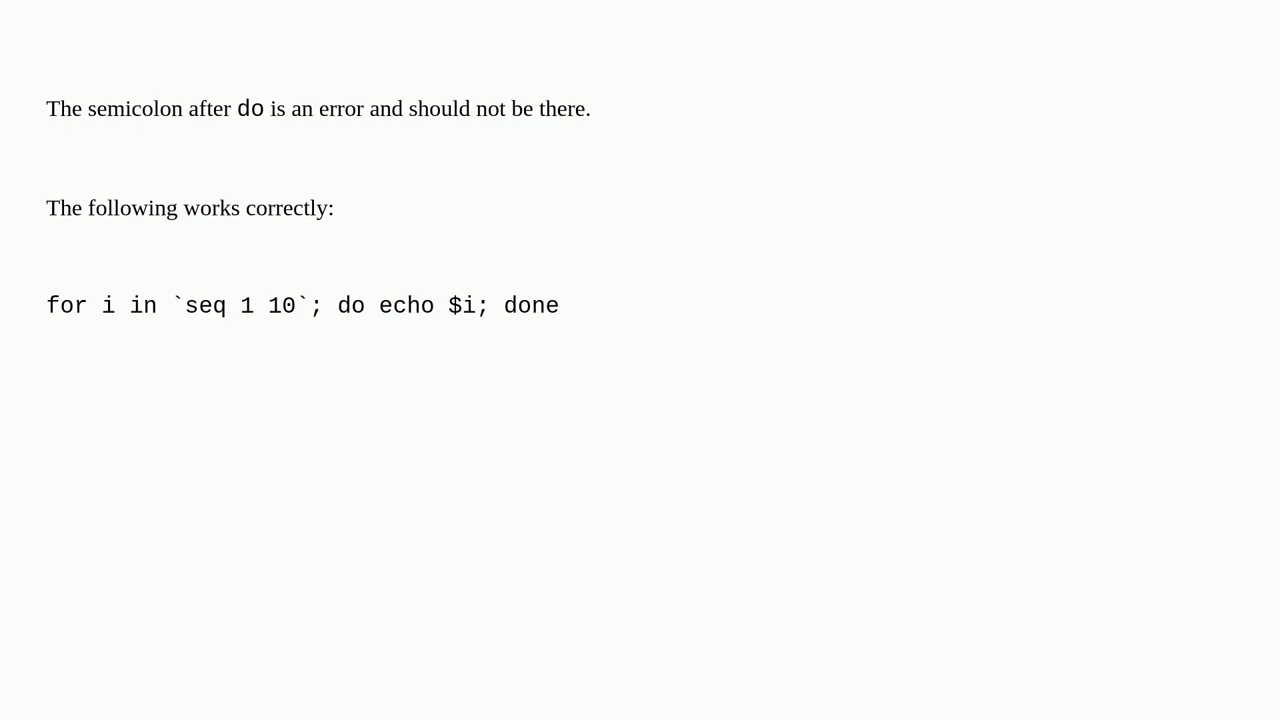 The semicolon after do is an error and should not be there.
The following works correctly:
for i in `seq 1 10`; do echo $i; done